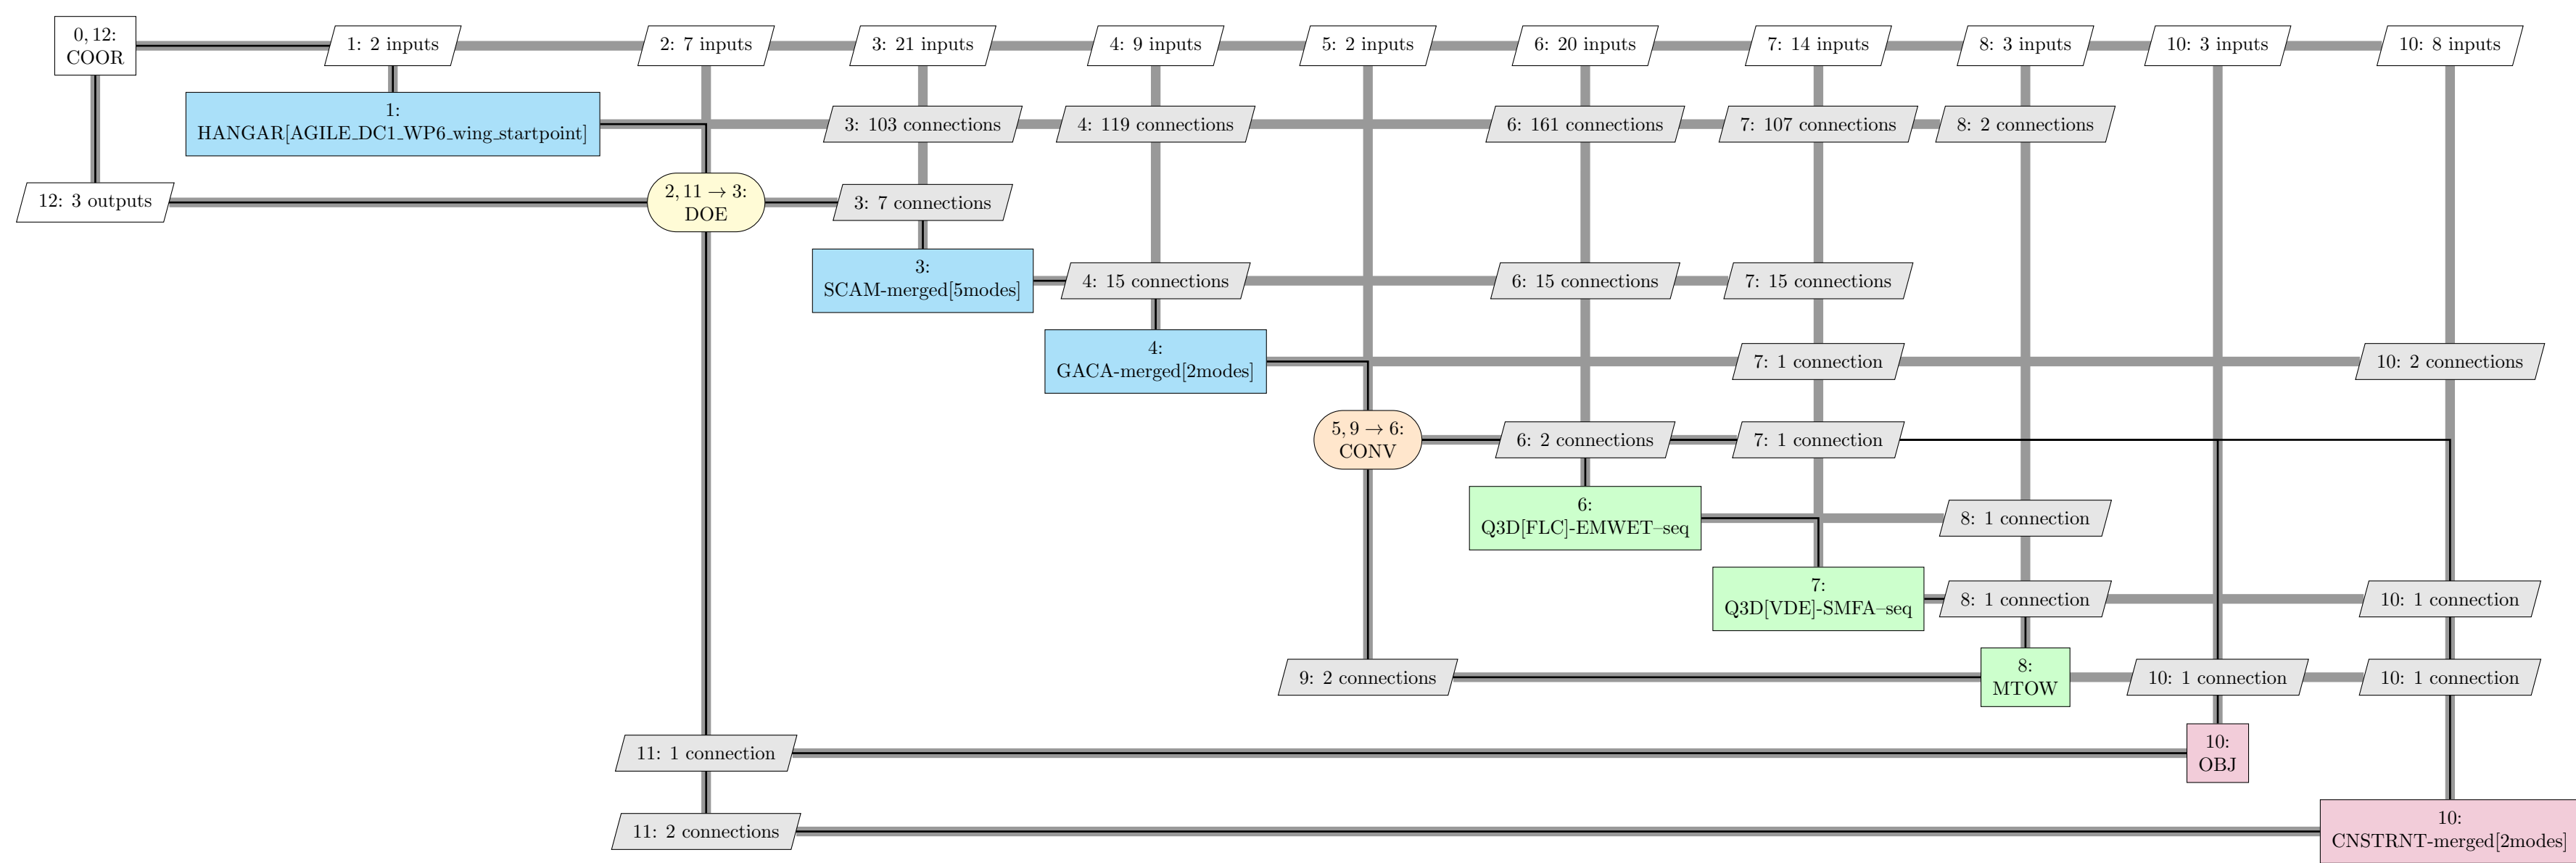 0, 12:
COOR
1: 2 inputs
2: 7 inputs
3: 21 inputs
4: 9 inputs
5: 2 inputs
6: 20 inputs
7: 14 inputs
8: 3 inputs
10: 3 inputs
10: 8 inputs
1:
HANGAR[AGILE_DC1_WP6_wing_startpoint]
3: 103 connections
4: 119 connections
6: 161 connections
7: 107 connections
8: 2 connections
12: 3 outputs
2, 11 → 3:
DOE
3: 7 connections
3:
SCAM-merged[5modes]
4: 15 connections
6: 15 connections
7: 15 connections
4:
GACA-merged[2modes]
7: 1 connection
10: 2 connections
5, 9 → 6:
CONV
6: 2 connections
7: 1 connection
6:
Q3D[FLC]-EMWET–seq
8: 1 connection
7:
Q3D[VDE]-SMFA–seq
8: 1 connection
10: 1 connection
9: 2 connections
8:
MTOW
10: 1 connection
10: 1 connection
11: 1 connection
10:
OBJ
11: 2 connections
10:
CNSTRNT-merged[2modes]